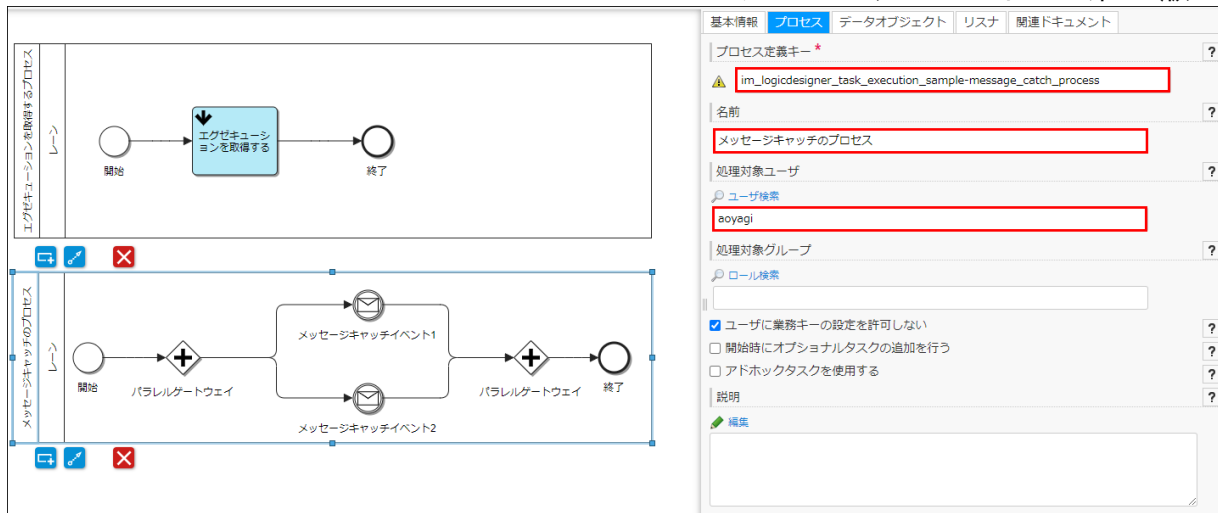 エグゼキューションを取得するプロセス
レーン
開始
エグゼキューシ
ョンを取得する
終了
メッセージキャッチのプロセス
レーン
開始
パラレルゲートウェイ
メッセージキャッチイベント1
メッセージキャッチイベント2
パラレルゲートウェイ
終了
基本情報 プロセス データオブジェクト リスナ 関連ドキュメント
プロセス定義キー * ?
im_logicdesigner_task_execution_sample-message_catch_process
名前 ?
メッセージキャッチのプロセス
処理対象ユーザ ?
ユーザ検索
aoyagi
処理対象グループ ?
ロール検索
ユーザに業務キーの設定を許可しない ?
開始時にオプショナルタスクの追加を行う ?
アドホックタスクを使用する ?
説明 ?
編集